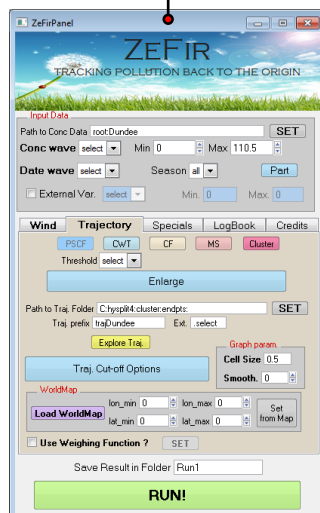 ZeFirPanel
ZEFIR
TRACKING POLLUTION BACK TO THE ORIGIN
Input Data
Path to Conc Data root:Dundee SET
Conc wave select Min 0 Max 110.5
Date wave select Season all Part
External Var. select Min. 0 Max. 0
Wind Trajectory Specials LogBook Credits
PSCF CWT CF MS Cluster
Threshold select
Enlarge
Path to Traj. Folder C:hysplit4:cluster:endpts: SET
Traj. prefix trajDundee Ext. .select
Explore Traj.
Graph param.
Cell Size 0.5
Traj. Cut-off Options
Smooth. 0
WorldMap
Load WorldMap lon_min 0 lon_max 0 Set from Map
lat_min 0 lat_max 0
Use Weighing Function ? SET
Save Result in Folder Run1
RUN!